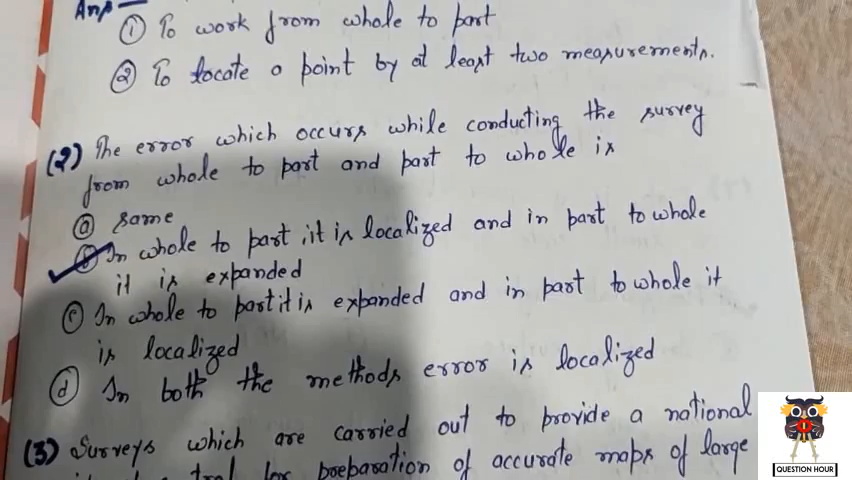 Ans—
① To work from whole to part
② To locate a point by at least two measurements.
(2) The error which occurs while conducting the survey
from whole to part and part to whole is
ⓐ same
ⓑ In whole to part, it is localized and in part to whole
it is expanded
ⓒ In whole to part it is expanded and in part to whole it
is localized
ⓓ In both the methods error is localized
(3) Surveys which are carried out to provide a national
for preparation of accurate maps of large
QUESTION HOUR